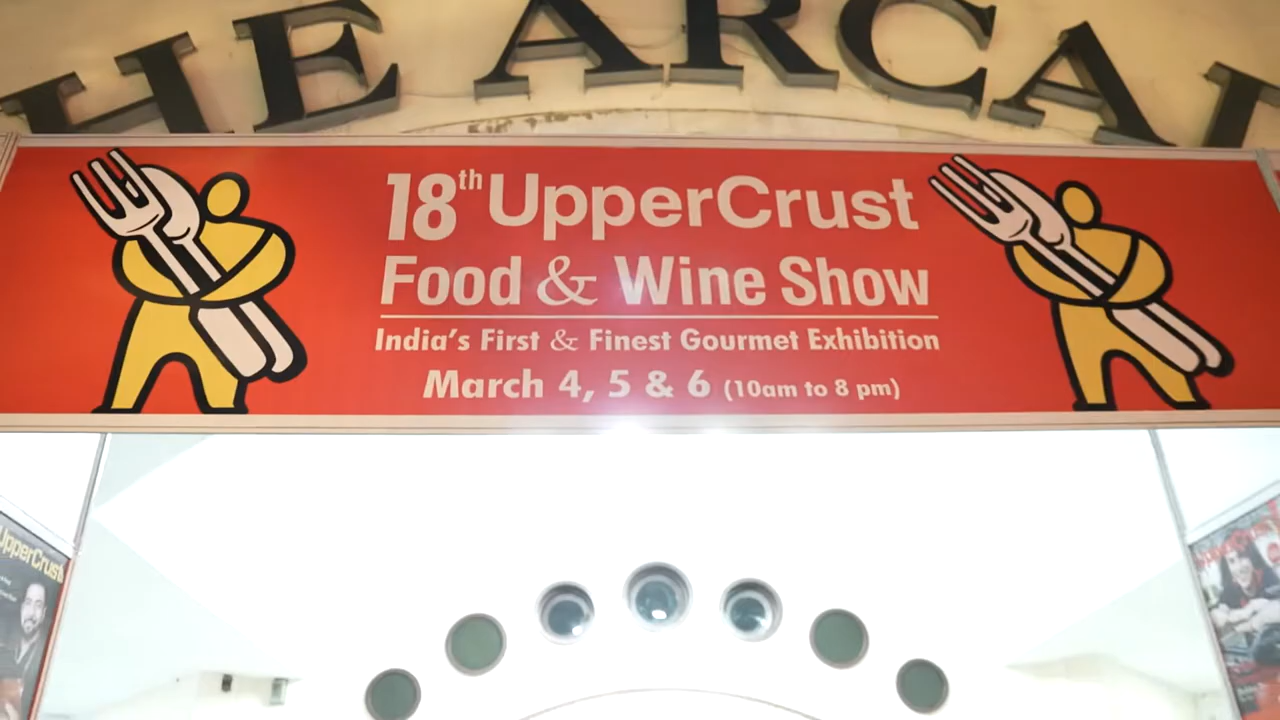 HE ARCA
18th UpperCrust
Food & Wine Show
India's First & Finest Gourmet Exhibition
March 4, 5 & 6 (10am to 8 pm)
UpperCrust
UpperCrust